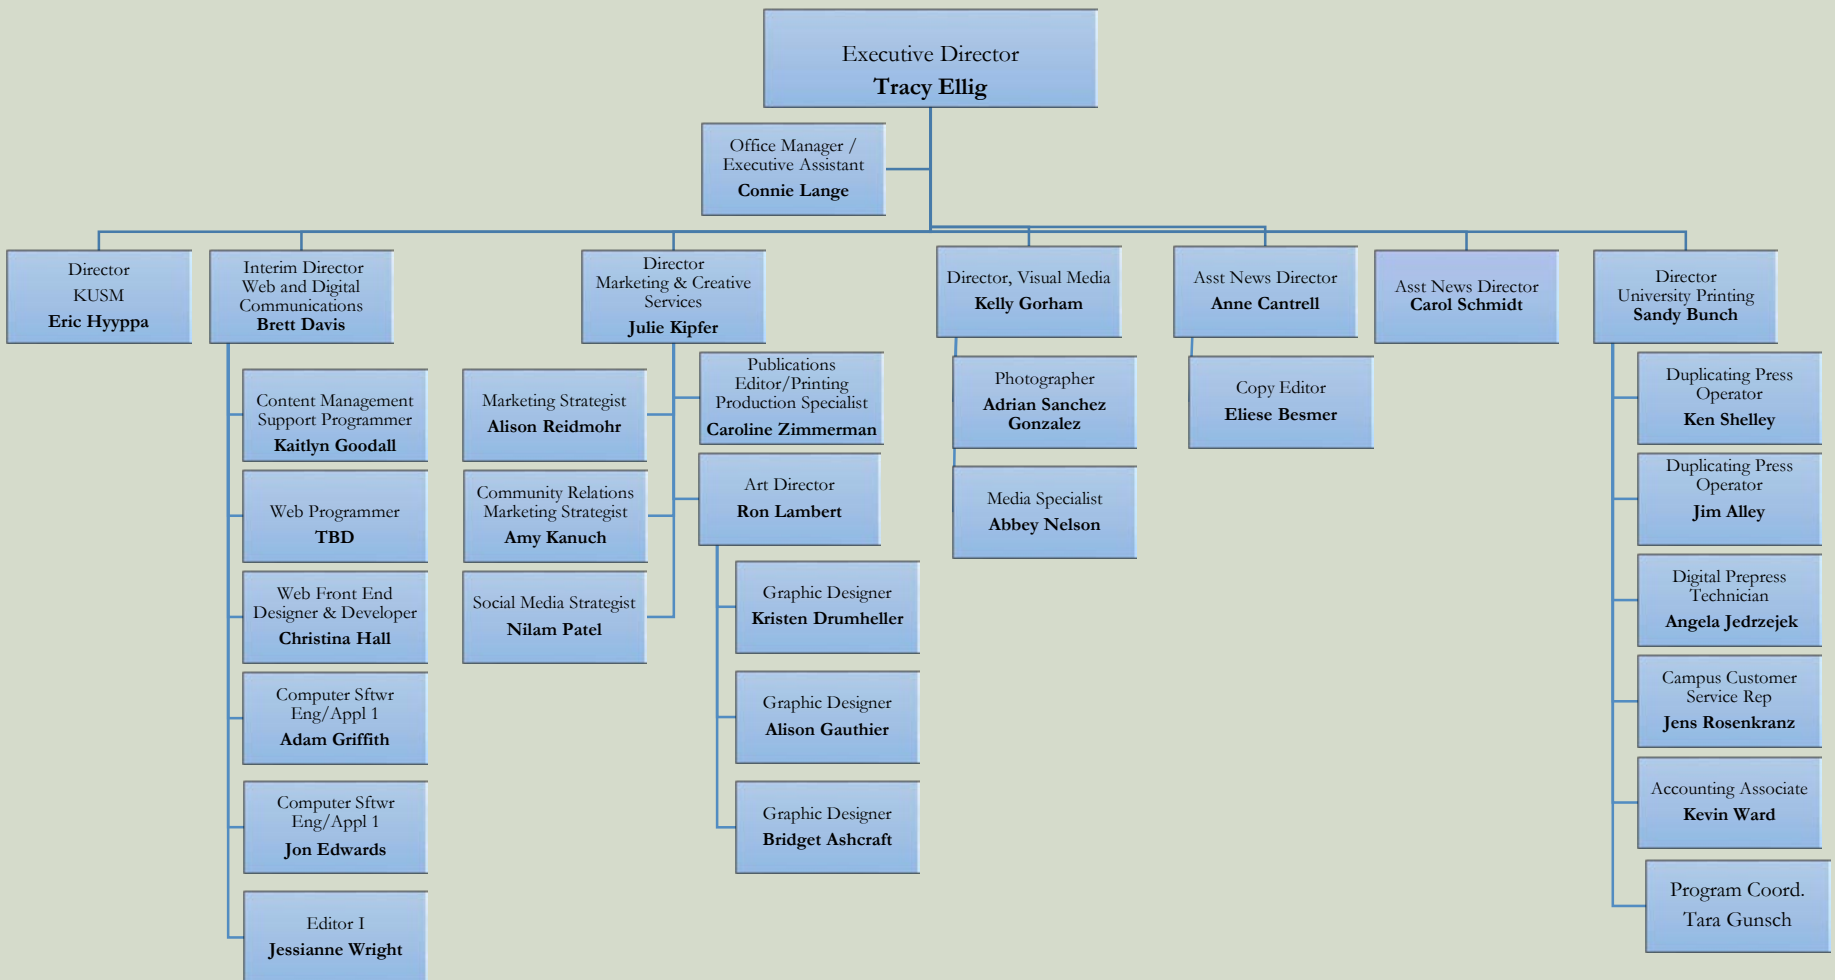 Executive Director
Tracy Ellig
Office Manager /
Executive Assistant
Connie Lange
Director
KUSM
Eric Hyyppa
Interim Director
Web and Digital
Communications
Brett Davis
Director
Marketing & Creative
Services
Julie Kipfer
Director, Visual Media
Kelly Gorham
Asst News Director
Anne Cantrell
Asst News Director
Carol Schmidt
Director
University Printing
Sandy Bunch
Content Management
Support Programmer
Kaitlyn Goodall
Web Programmer
TBD
Web Front End
Designer & Developer
Christina Hall
Computer Sftwr
Eng/Appl 1
Adam Griffith
Computer Sftwr
Eng/Appl 1
Jon Edwards
Editor I
Jessianne Wright
Marketing Strategist
Alison Reidmohr
Community Relations
Marketing Strategist
Amy Kanuch
Social Media Strategist
Nilam Patel
Publications
Editor/Printing
Production Specialist
Caroline Zimmerman
Art Director
Ron Lambert
Graphic Designer
Kristen Drumheller
Graphic Designer
Alison Gauthier
Graphic Designer
Bridget Ashcraft
Photographer
Adrian Sanchez
Gonzalez
Media Specialist
Abbey Nelson
Copy Editor
Eliese Besmer
Duplicating Press
Operator
Ken Shelley
Duplicating Press
Operator
Jim Alley
Digital Prepress
Technician
Angela Jedrzejek
Campus Customer
Service Rep
Jens Rosenkranz
Accounting Associate
Kevin Ward
Program Coord.
Tara Gunsch